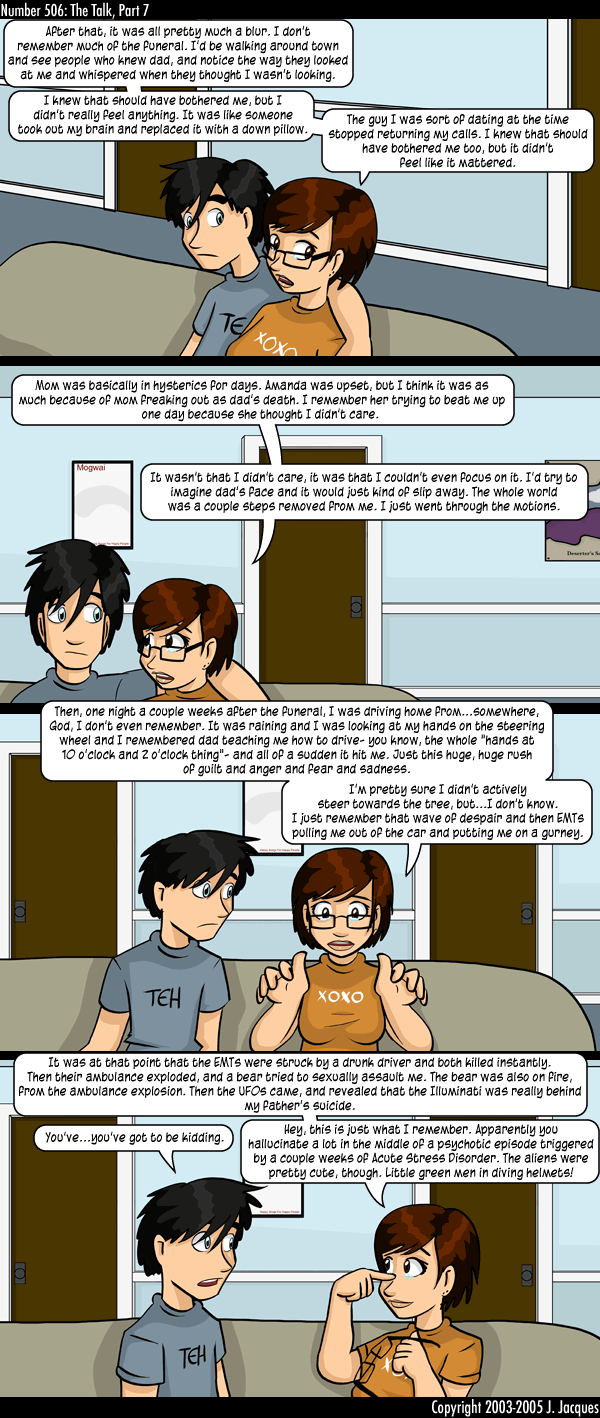 Number 506: The Talk, Part 7
After that, it was all pretty much a blur. I don't
remember much of the funeral. I'd be walking around town
and see people who knew dad, and notice the way they looked
at me and whispered when they thought I wasn't looking.
I knew that should have bothered me, but I
didn't really feel anything. It was like someone
took out my brain and replaced it with a down pillow.
The guy I was sort of dating at the time
stopped returning my calls. I knew that should
have bothered me too, but it didn't
feel like it mattered.
TE
XOXO
Mom was basically in hysterics for days. Amanda was upset, but I think it was as
much because of mom freaking out as dad's death. I remember her trying to beat me up
one day because she thought I didn't care.
It wasn't that I didn't care, it was that I couldn't even focus on it. I'd try to
imagine dad's face and it would just kind of slip away. The whole world
was a couple steps removed from me. I just went through the motions.
Mogwai
Songs For Happy People
Deserter's So
Then, one night a couple weeks after the funeral, I was driving home from...somewhere,
God, I don't even remember. It was raining and I was looking at my hands on the steering
wheel and I remembered dad teaching me how to drive- you know, the whole "hands at
10 o'clock and 2 o'clock thing"- and all of a sudden it hit me. Just this huge, huge rush
of guilt and anger and fear and sadness.
I'm pretty sure I didn't actively
steer towards the tree, but...I don't know.
I just remember that wave of despair and then EMTs
pulling me out of the car and putting me on a gurney.
Happy Songs For Happy People
TEH
XOXO
It was at that point that the EMTs were struck by a drunk driver and both killed instantly.
Then their ambulance exploded, and a bear tried to sexually assault me. The bear was also on fire,
from the ambulance explosion. Then the UFOs came, and revealed that the Illuminati was really behind
my father's suicide.
You've...you've got to be kidding.
Hey, this is just what I remember. Apparently you
hallucinate a lot in the middle of a psychotic episode triggered
by a couple weeks of Acute Stress Disorder. The aliens were
pretty cute, though. Little green men in diving helmets!
Happy Songs For Happy People
TEH
Copyright 2003-2005 J. Jacques